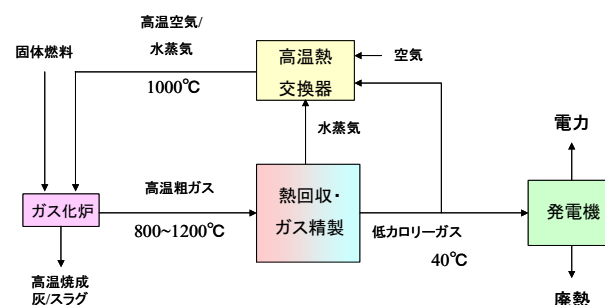 高温空気/
水蒸気
固体燃料
1000℃
高温熱
交換器
空気
水蒸気
電力
高温粗ガス
800~1200℃
ガス化炉
熱回収・
ガス精製
低カロリーガス
40℃
発電機
高温焼成
灰/スラグ
廃熱